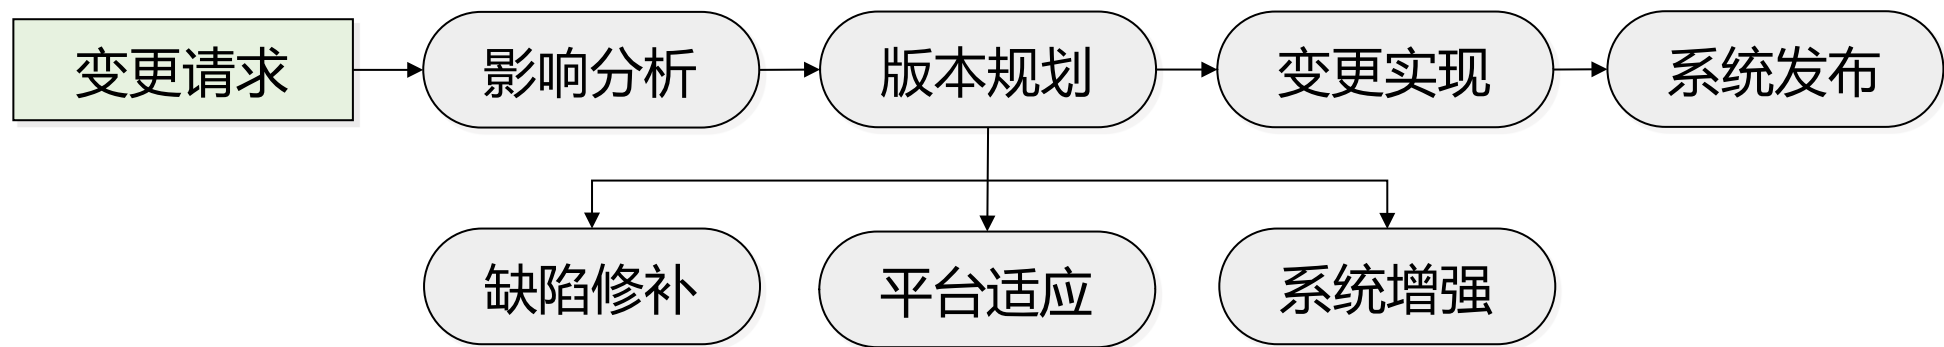 变更请求
影响分析
版本规划
变更实现
系统发布
缺陷修补
平台适应
系统增强